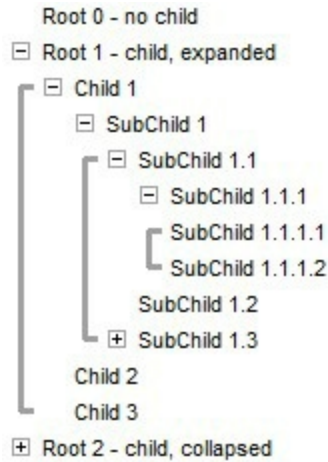 Root 0 - no child
Root 1 - child, expanded
Child 1
SubChild 1
SubChild 1.1
SubChild 1.1.1
SubChild 1.1.1.1
SubChild 1.1.1.2
SubChild 1.2
SubChild 1.3
Child 2
Child 3
Root 2 - child, collapsed